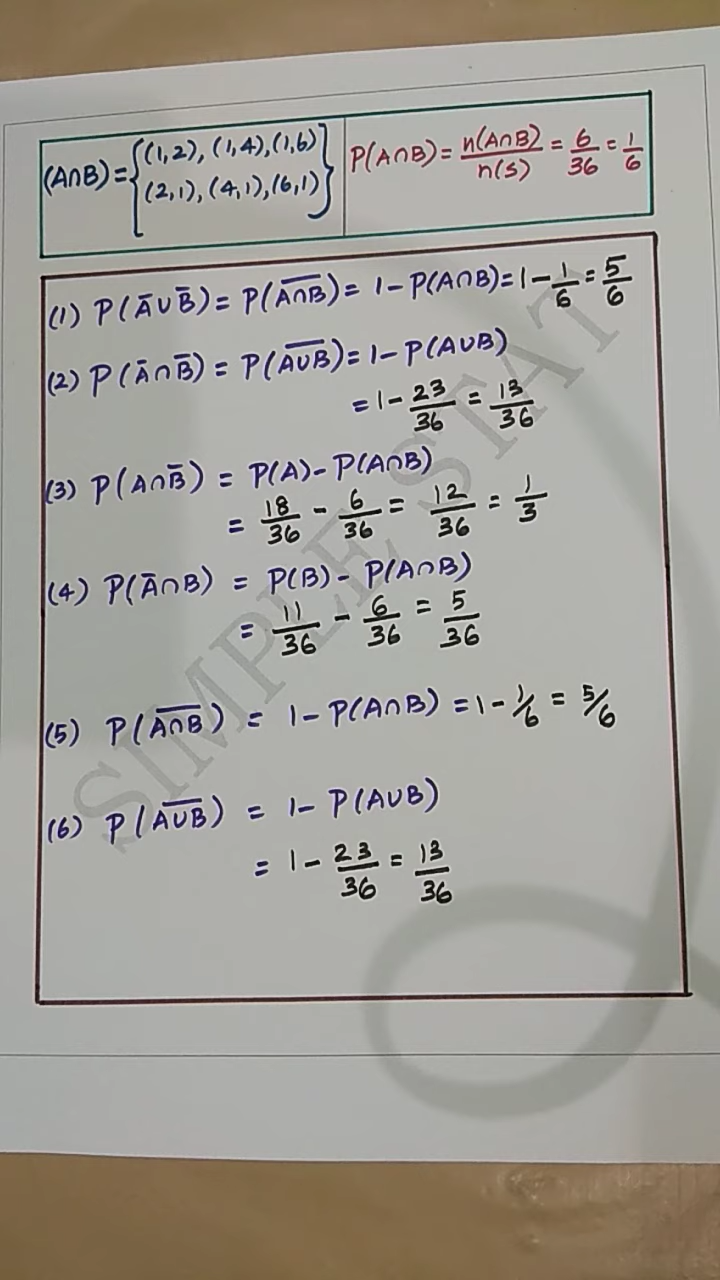 (A∩B) = {(1,2), (1,4), (1,6)
(2,1), (4,1), (6,1)}
P(A∩B) = n(A∩B)/n(S) = 6/36 = 1/6
(1) P(A̅∪B̅) = P(A̅∩̅B̅) = 1 - P(A∩B) = 1 - 1/6 = 5/6
(2) P(A̅∩B̅) = P(A̅∪̅B̅) = 1 - P(A∪B)
= 1 - 23/36 = 13/36
(3) P(A∩B̅) = P(A) - P(A∩B)
= 18/36 - 6/36 = 12/36 = 1/3
(4) P(A̅∩B) = P(B) - P(A∩B)
= 11/36 - 6/36 = 5/36
(5) P(A̅∩̅B̅) = 1 - P(A∩B) = 1 - 1/6 = 5/6
(6) P(A̅∪̅B̅) = 1 - P(A∪B)
= 1 - 23/36 = 13/36
SIMPLE STAT